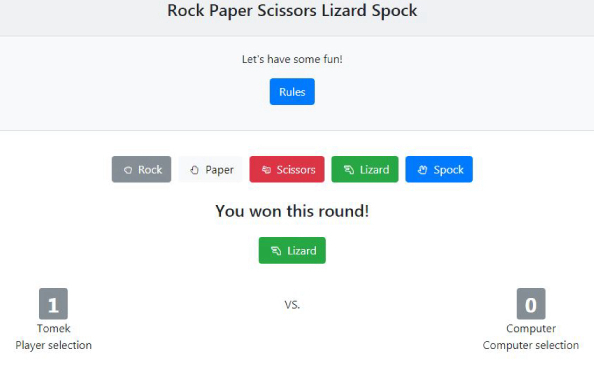 Rock Paper Scissors Lizard Spock
Let's have some fun!
Rules
Rock Paper Scissors Lizard Spock
You won this round!
Lizard
1 VS. 0
Tomek Computer
Player selection Computer selection